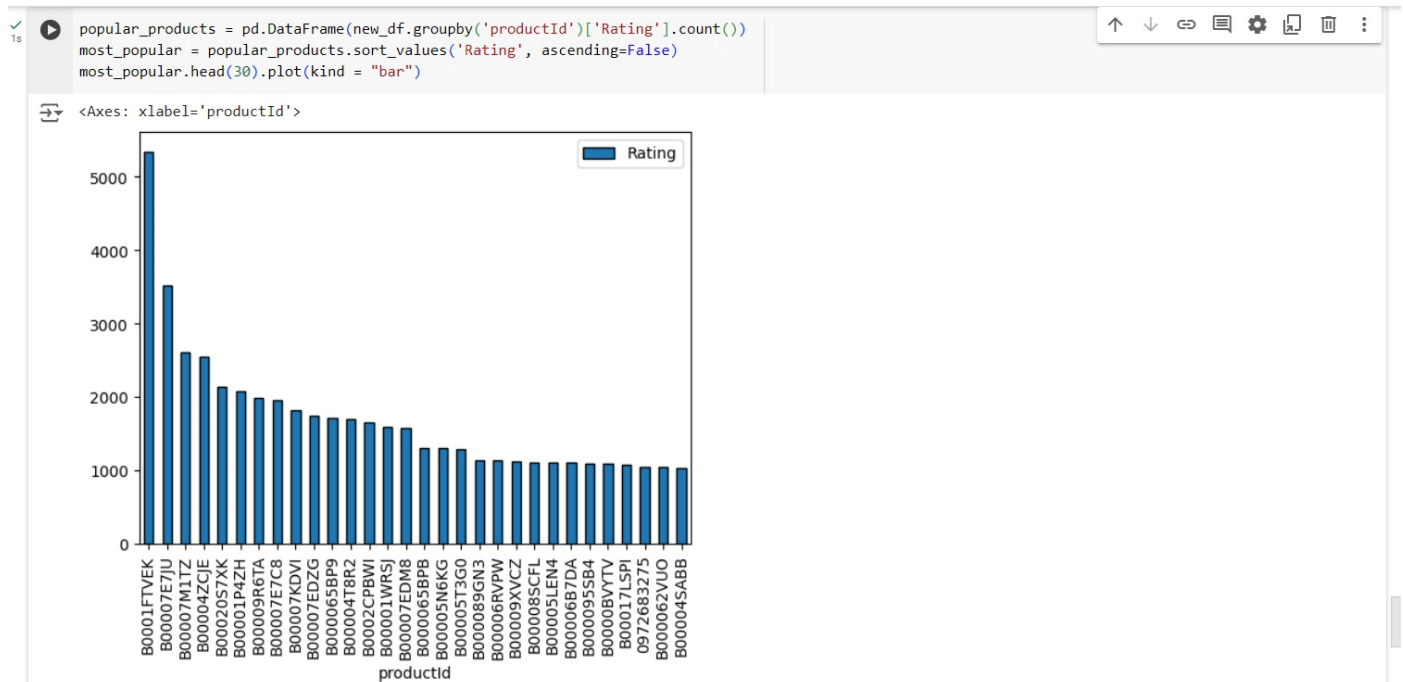 1s
popular_products = pd.DataFrame(new_df.groupby('productId')['Rating'].count())
most_popular = popular_products.sort_values('Rating', ascending=False)
most_popular.head(30).plot(kind = "bar")
<Axes: xlabel='productId'>
Rating
5000
4000
3000
2000
1000
0
B0001FTVEK
B00007E7JU
B00007M1TZ
B00004ZCJE
B00020S7XK
B00001P4ZH
B00009R6TA
B00007E7C8
B00007KDVI
B00007EDZG
B000065BP9
B00004T8R2
B0002CPBWI
B00001WRSJ
B00007EDM8
B000065BPB
B00005N6KG
B00005T3G0
B000089GN3
B00006RVPW
B00009XVCZ
B00008SCFL
B00005LEN4
B00006B7DA
B000095SB4
B0000BVYTV
B00017LSPI
0972683275
B000062VUO
B00004SABB
productId